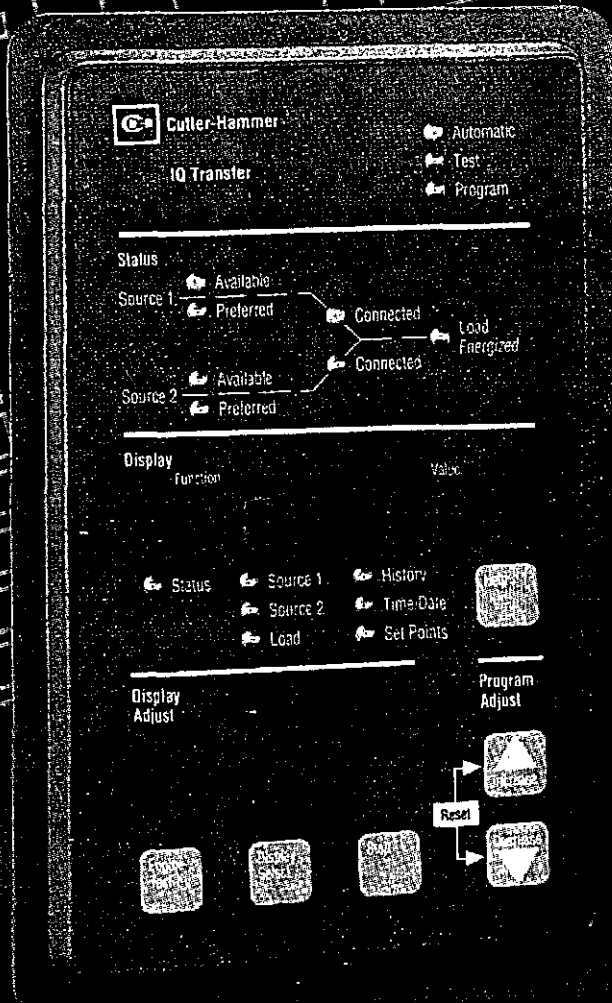 Cutler-Hammer
IQ Transfer
Automatic
Test
Program
Status
Source 1
Available
Preferred
Connected
Load
Energized
Connected
Source 2
Available
Preferred
Display
Function
Value
Status
Source 1
Source 2
Load
History
Time/Date
Set Points
Display
Adjust
Program
Adjust
Reset